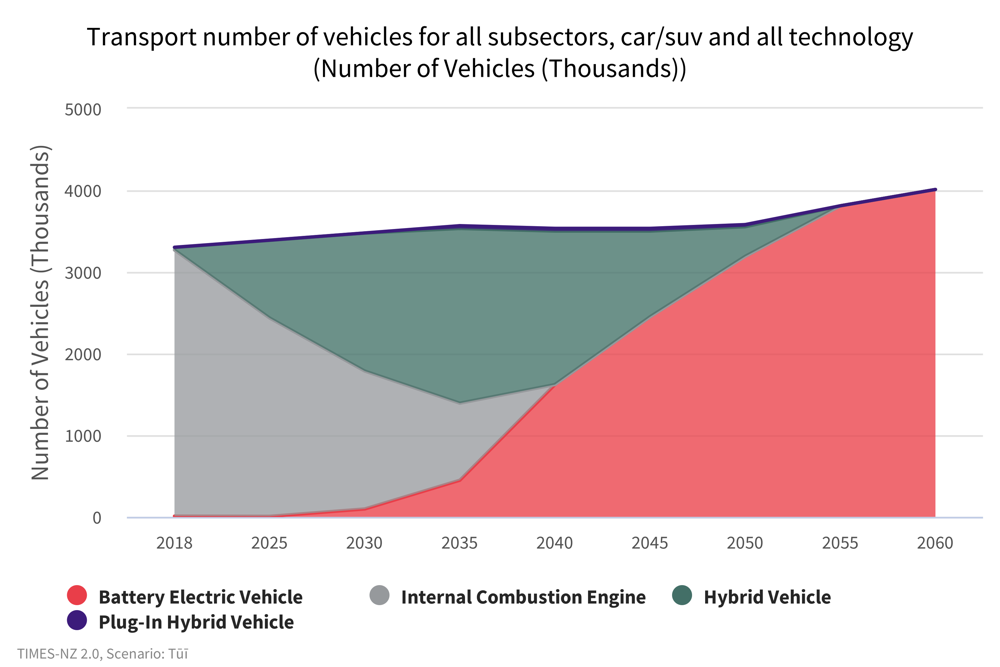 Transport number of vehicles for all subsectors, car/suv and all technology
(Number of Vehicles (Thousands))
Number of Vehicles (Thousands)
5000
4000
3000
2000
1000
0
2018 2025 2030 2035 2040 2045 2050 2055 2060
Battery Electric Vehicle Internal Combustion Engine Hybrid Vehicle
Plug-In Hybrid Vehicle
TIMES-NZ 2.0, Scenario: Tūī